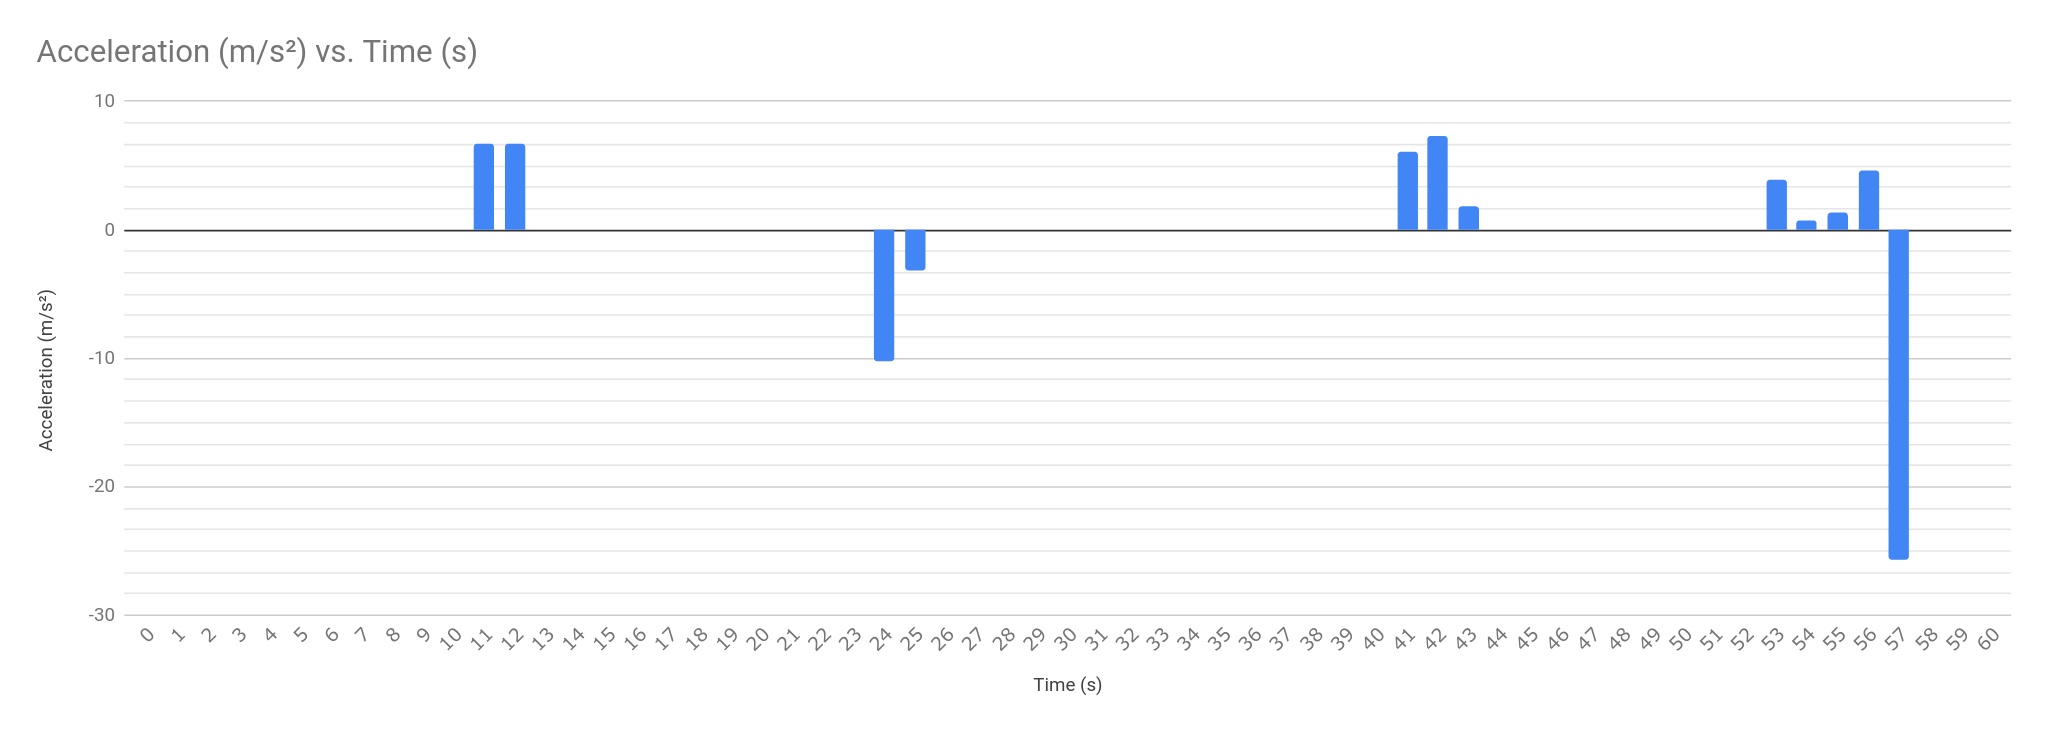 Acceleration (m/s²) vs. Time (s)
10
0
-10
-20
-30
Acceleration (m/s²)
0 1 2 3 4 5 6 7 8 9 10 11 12 13 14 15 16 17 18 19 20 21 22 23 24 25 26 27 28 29 30 31 32 33 34 35 36 37 38 39 40 41 42 43 44 45 46 47 48 49 50 51 52 53 54 55 56 57 58 59 60
Time (s)